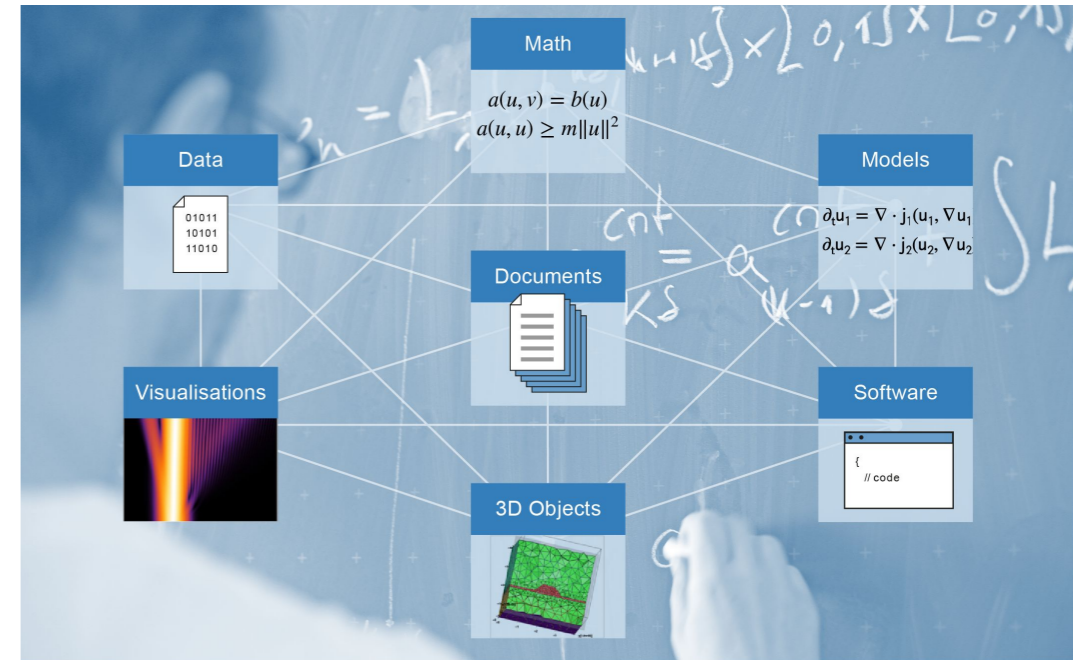 Math
a(u, v) = b(u)
a(u, u) ≥ m‖u‖²
Data
01011
10101
11010
Models
∂ₜu₁ = ∇ · j₁(u₁, ∇u₁
∂ₜu₂ = ∇ · j₂(u₂, ∇u₂
Documents
Visualisations
Software
{
// code
3D Objects